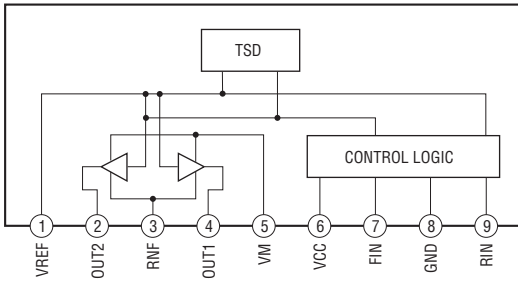 TSD
CONTROL LOGIC
1
2
3
4
5
6
7
8
9
VREF
OUT2
RNF
OUT1
VM
VCC
FIN
GND
RIN